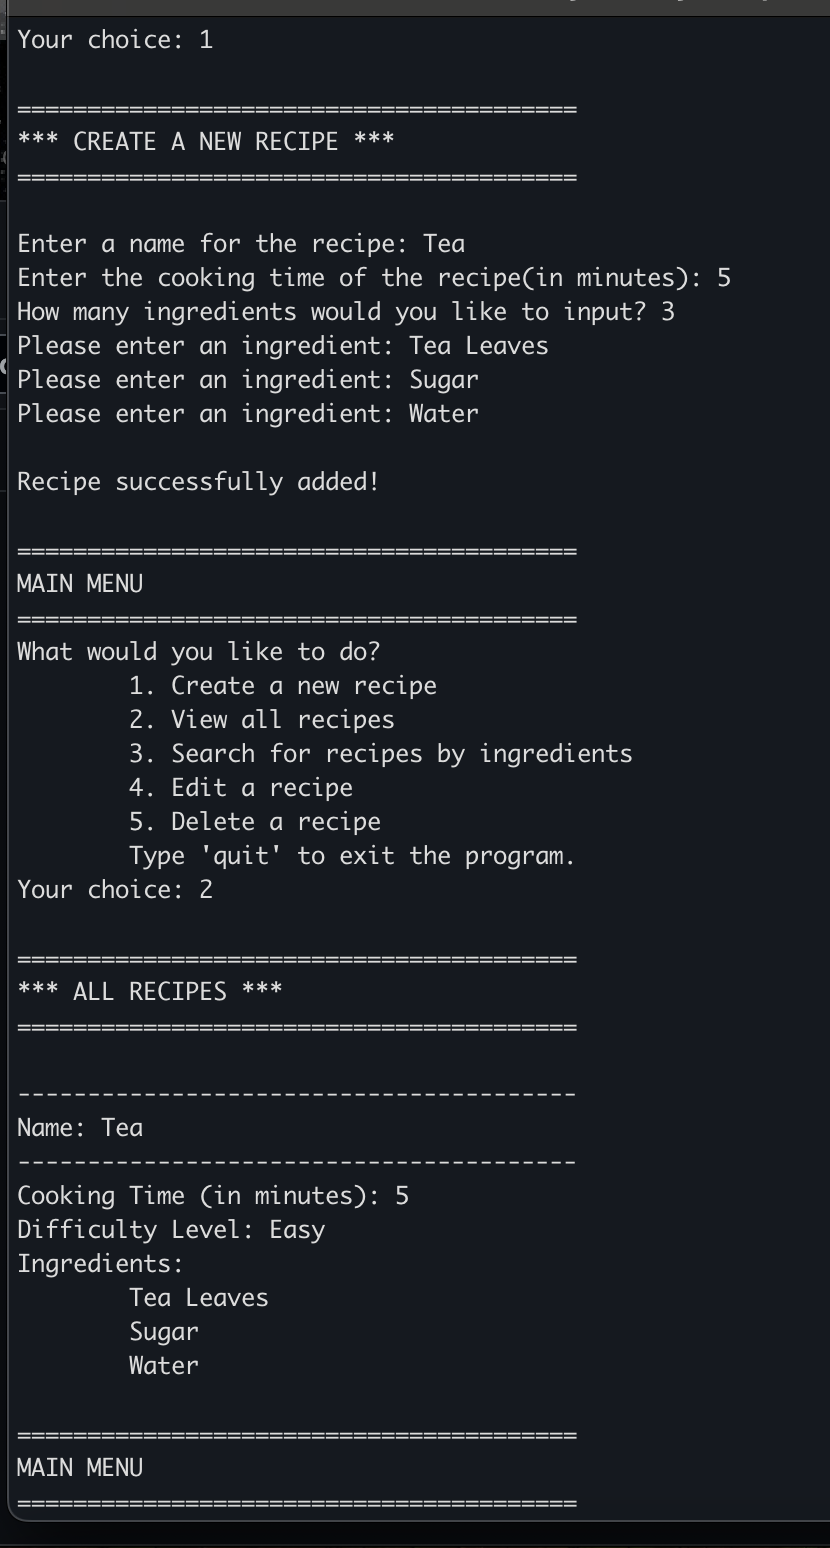 Your choice: 1
========================================
*** CREATE A NEW RECIPE ***
========================================
Enter a name for the recipe: Tea
Enter the cooking time of the recipe(in minutes): 5
How many ingredients would you like to input? 3
Please enter an ingredient: Tea Leaves
Please enter an ingredient: Sugar
Please enter an ingredient: Water
Recipe successfully added!
========================================
MAIN MENU
========================================
What would you like to do?
1. Create a new recipe
2. View all recipes
3. Search for recipes by ingredients
4. Edit a recipe
5. Delete a recipe
Type 'quit' to exit the program.
Your choice: 2
========================================
*** ALL RECIPES ***
========================================
----------------------------------------
Name: Tea
----------------------------------------
Cooking Time (in minutes): 5
Difficulty Level: Easy
Ingredients:
Tea Leaves
Sugar
Water
========================================
MAIN MENU
========================================